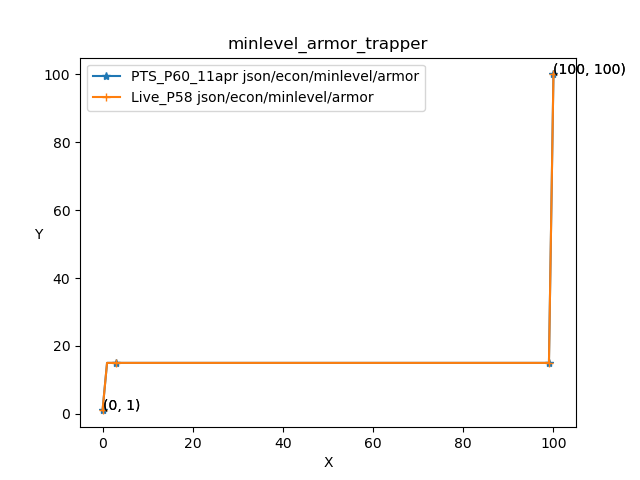 minlevel_armor_trapper
PTS_P60_11apr json/econ/minlevel/armor
Live_P58 json/econ/minlevel/armor
(100, 100)
100
80
60
40
20
0
Y
(0, 1)
0 20 40 60 80 100
X